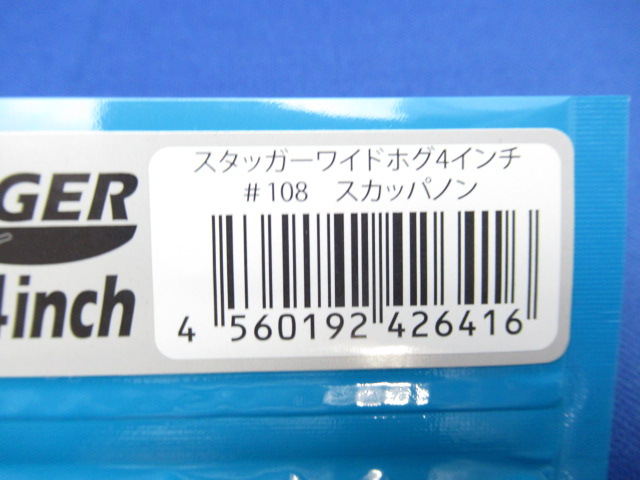 GER
4inch
スタッガーワイドホグ4インチ
#108 スカッパノン
4 560192 426416